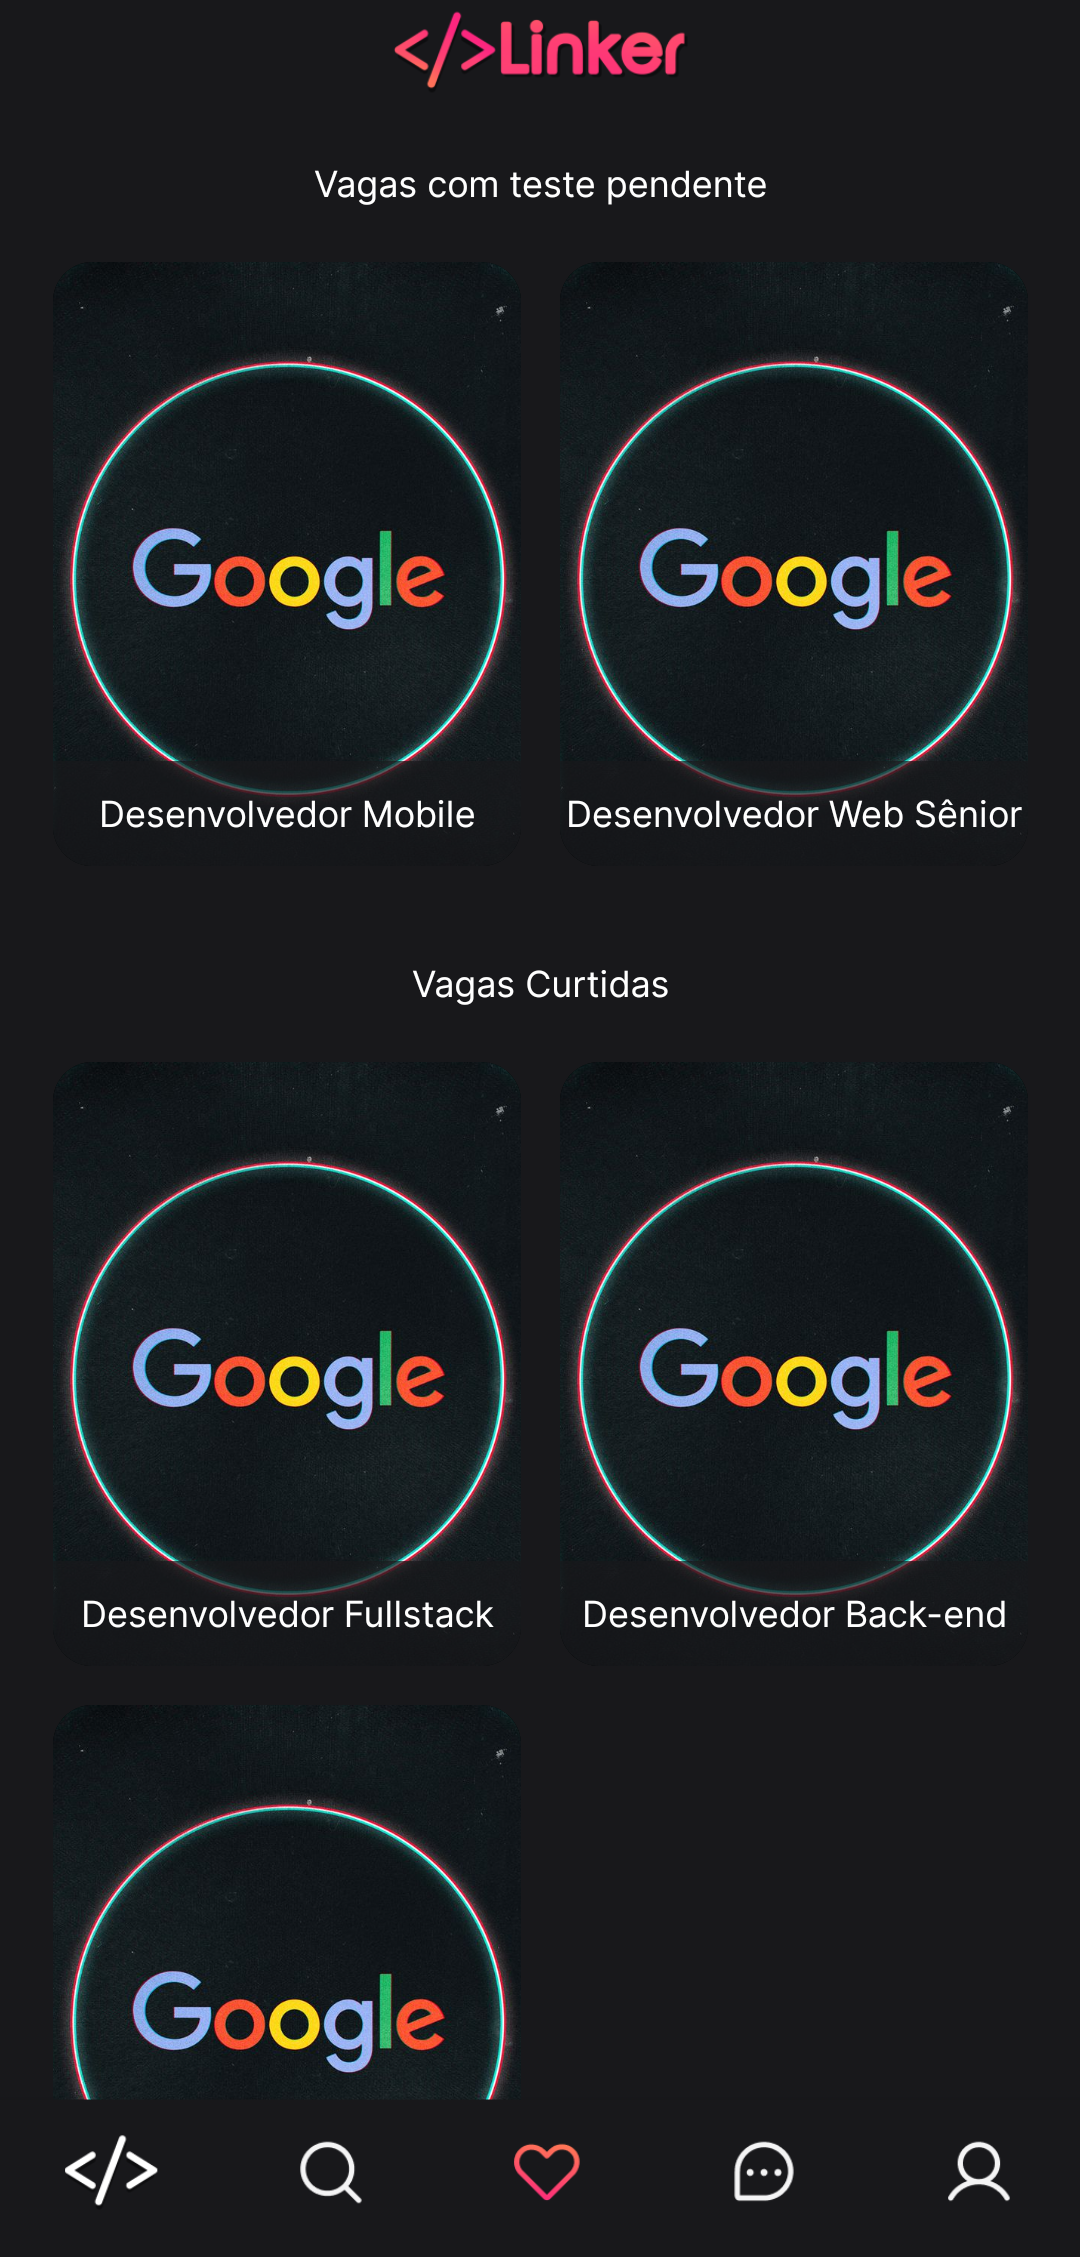 </>Linker
Vagas com teste pendente
Google
Google
Desenvolvedor Mobile
Desenvolvedor Web Sênior
Vagas Curtidas
Google
Google
Desenvolvedor Fullstack
Desenvolvedor Back-end
Google
</>